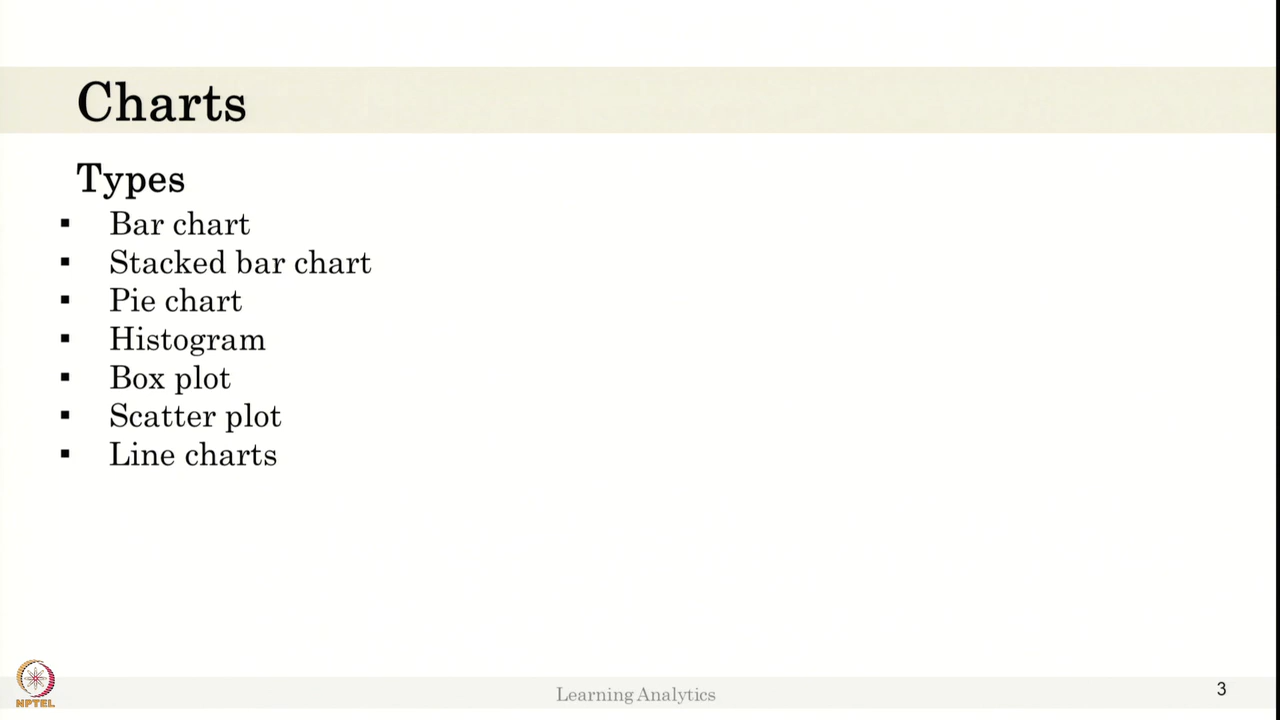 Charts
Types
▪ Bar chart
▪ Stacked bar chart
▪ Pie chart
▪ Histogram
▪ Box plot
▪ Scatter plot
▪ Line charts
NPTEL
Learning Analytics
3